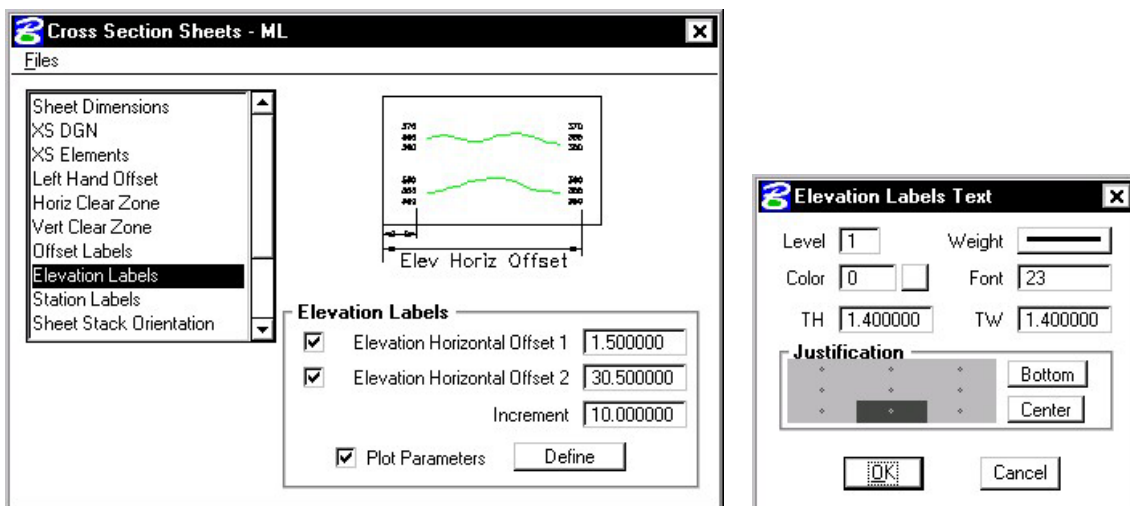 Cross Section Sheets - ML
Files
Sheet Dimensions
XS DGN
XS Elements
Left Hand Offset
Horiz Clear Zone
Vert Clear Zone
Offset Labels
Elevation Labels
Station Labels
Sheet Stack Orientation
370
370
Elev Horiz Offset
Elevation Labels
Elevation Horizontal Offset 1 1.500000
Elevation Horizontal Offset 2 30.500000
Increment 10.000000
Plot Parameters Define
Elevation Labels Text
Level 1 Weight
Color 0 Font 23
TH 1.400000 TW 1.400000
Justification
Bottom
Center
OK Cancel